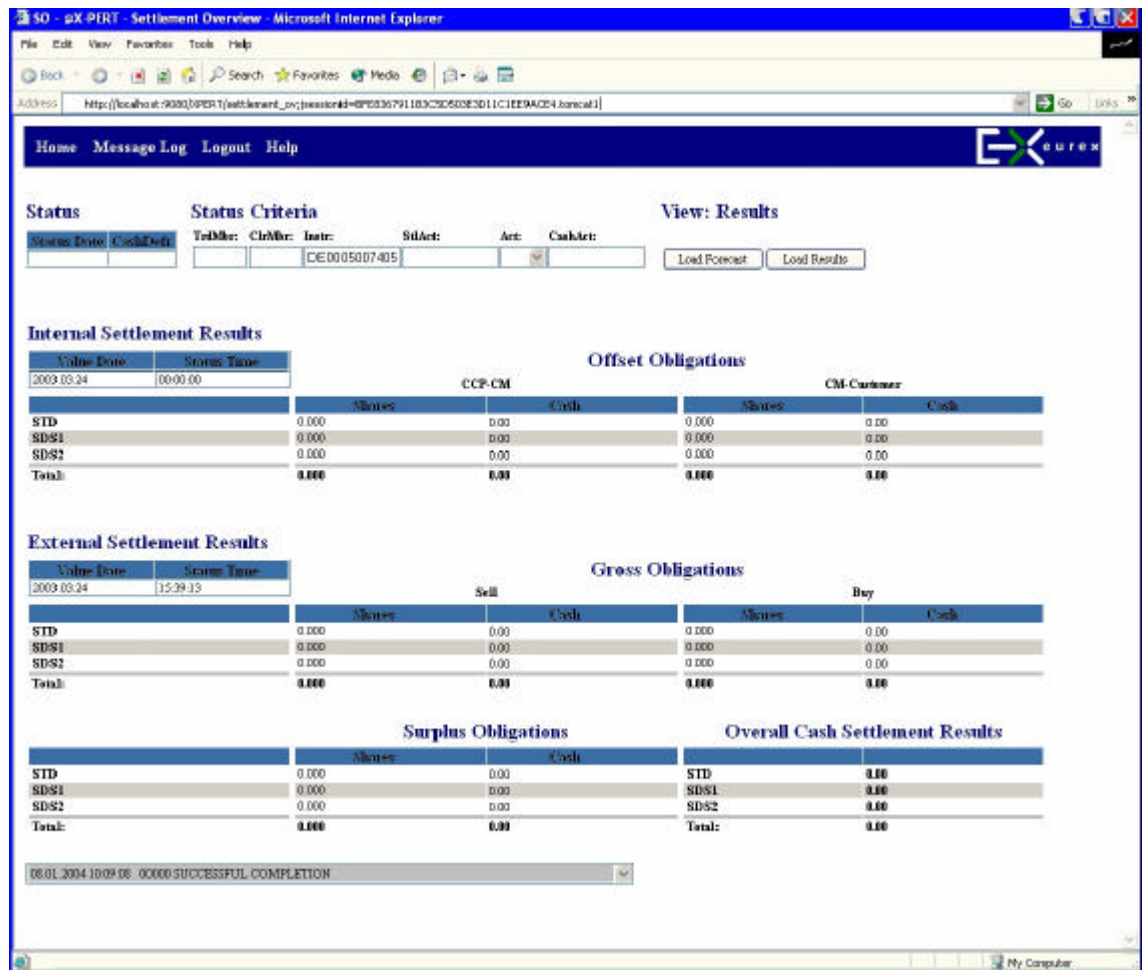 SO - @X-PERT - Settlement Overview - Microsoft Internet Explorer
File Edit View Favorites Tools Help
Back Search Favorites Media
Address Go Links »
Home Message Log Logout Help
eurex
Status Status Criteria View: Results
Status Date CashDefr TrdMbr: ClrMbr: Instr: StlAct: Act: CashAct:
DE0005007405 Load Forecast Load Results
Internal Settlement Results
Value Date Status Time Offset Obligations
2003.03.24 00:00:00 CCP-CM CM-Customer
Shares Cash Shares Cash
STD 0.000 0.00 0.000 0.00
SDS1 0.000 0.00 0.000 0.00
SDS2 0.000 0.00 0.000 0.00
Total: 0.000 0.00 0.000 0.00
External Settlement Results
Value Date Status Time Gross Obligations
2003.03.24 15:39:13 Sell Buy
Shares Cash Shares Cash
STD 0.000 0.00 0.000 0.00
SDS1 0.000 0.00 0.000 0.00
SDS2 0.000 0.00 0.000 0.00
Total: 0.000 0.00 0.000 0.00
Surplus Obligations Overall Cash Settlement Results
Shares Cash
STD 0.000 0.00 STD 0.00
SDS1 0.000 0.00 SDS1 0.00
SDS2 0.000 0.00 SDS2 0.00
Total: 0.000 0.00 Total: 0.00
08.01.2004 10:09:08 00000 SUCCESSFUL COMPLETION
My Computer